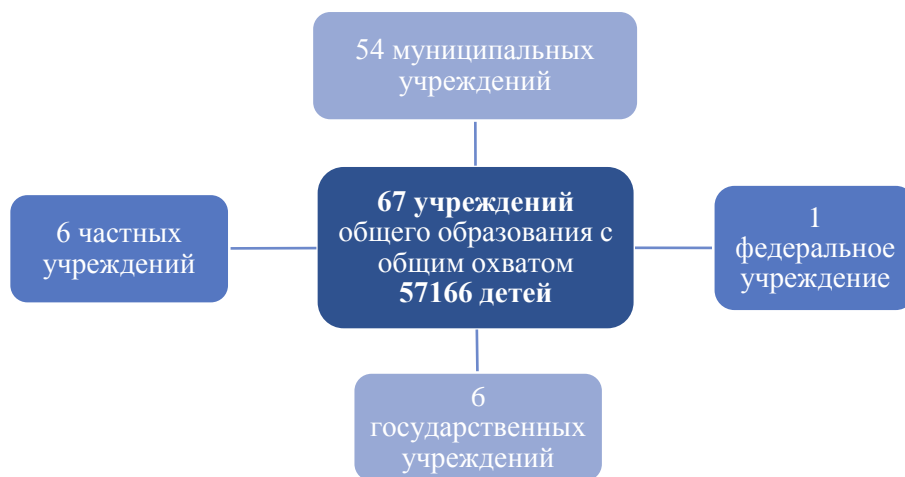 54 муниципальных
учреждений
67 учреждений
общего образования с
общим охватом
57166 детей
6 частных
учреждений
1
федеральное
учреждение
6
государственных
учреждений